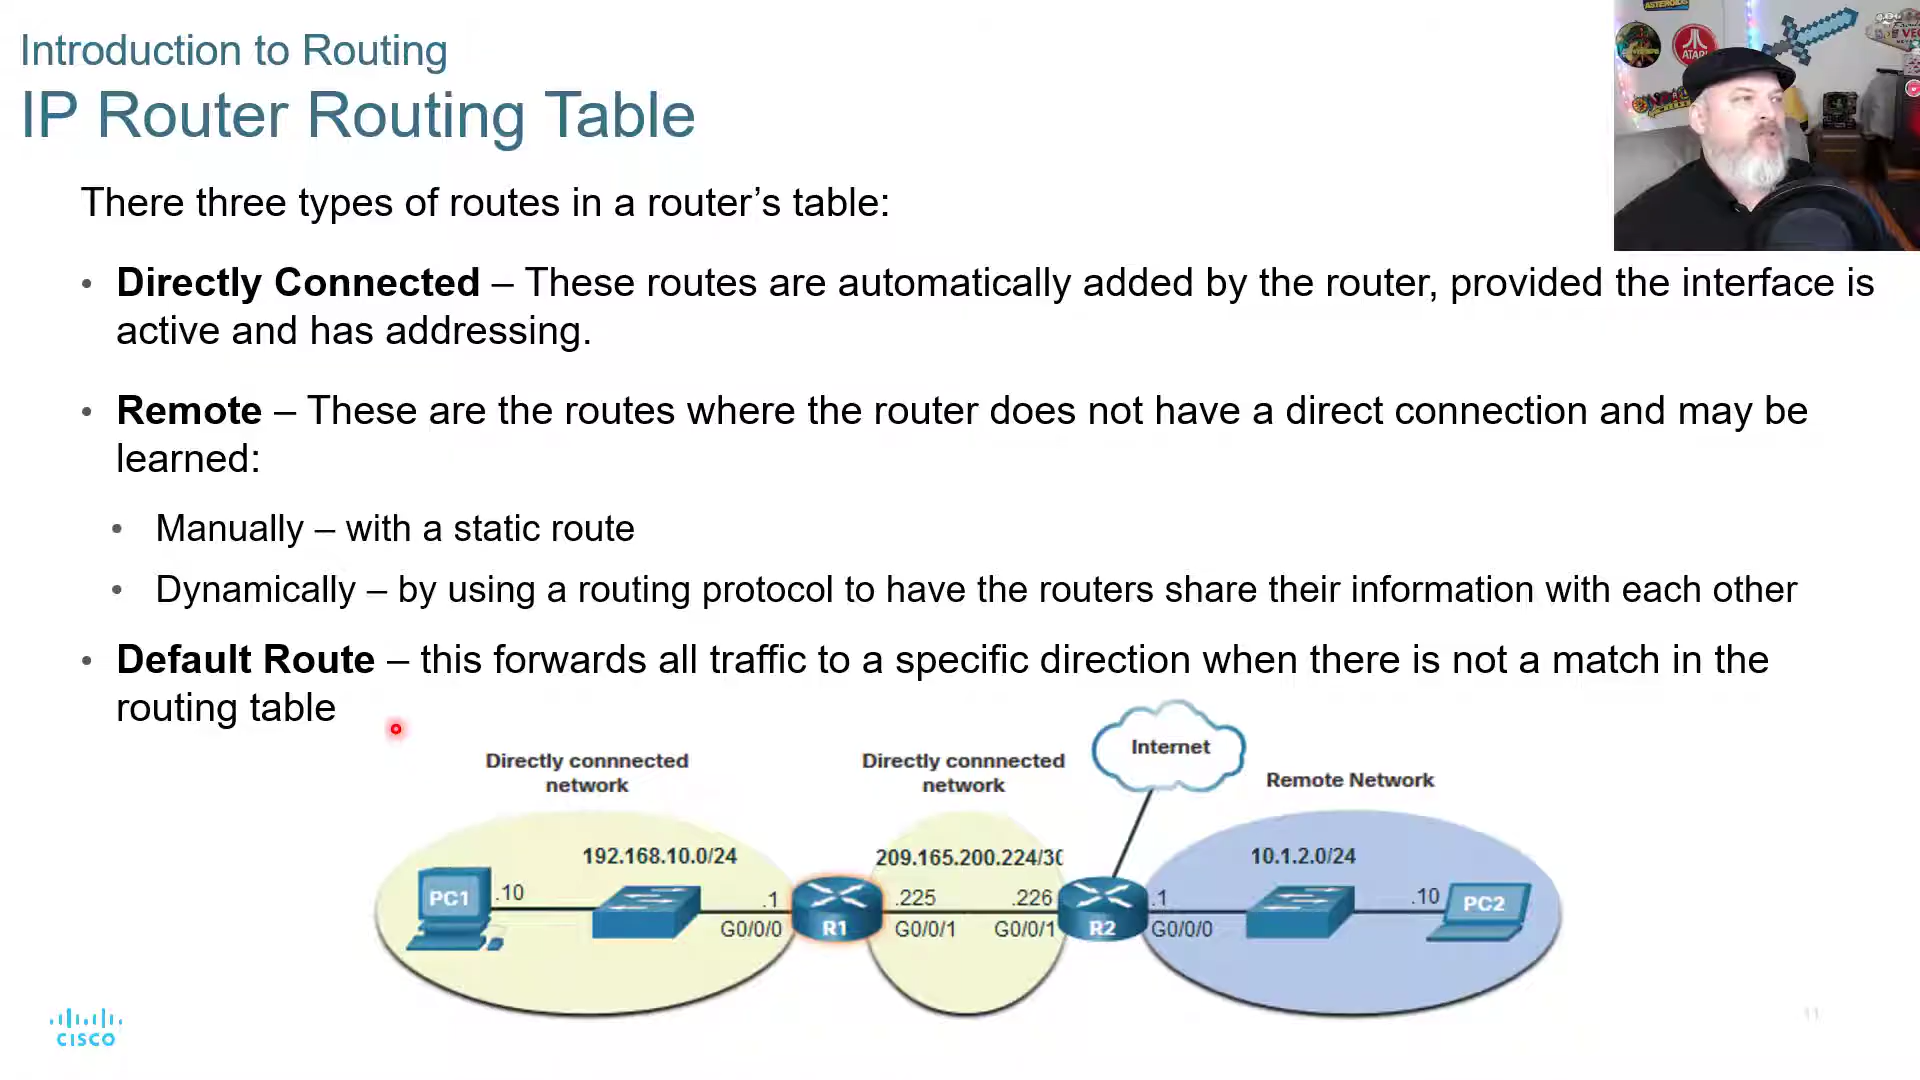 Introduction to Routing
IP Router Routing Table
There three types of routes in a router’s table:
• Directly Connected – These routes are automatically added by the router, provided the interface is
active and has addressing.
• Remote – These are the routes where the router does not have a direct connection and may be
learned:
• Manually – with a static route
• Dynamically – by using a routing protocol to have the routers share their information with each other
• Default Route – this forwards all traffic to a specific direction when there is not a match in the
routing table
Directly connnected
network
Directly connnected
network
Internet
Remote Network
192.168.10.0/24
209.165.200.224/30
10.1.2.0/24
PC1
.10
.1
G0/0/0
R1
.225
G0/0/1
.226
G0/0/1
R2
.1
G0/0/0
.10
PC2
CISCO
11
ATARI